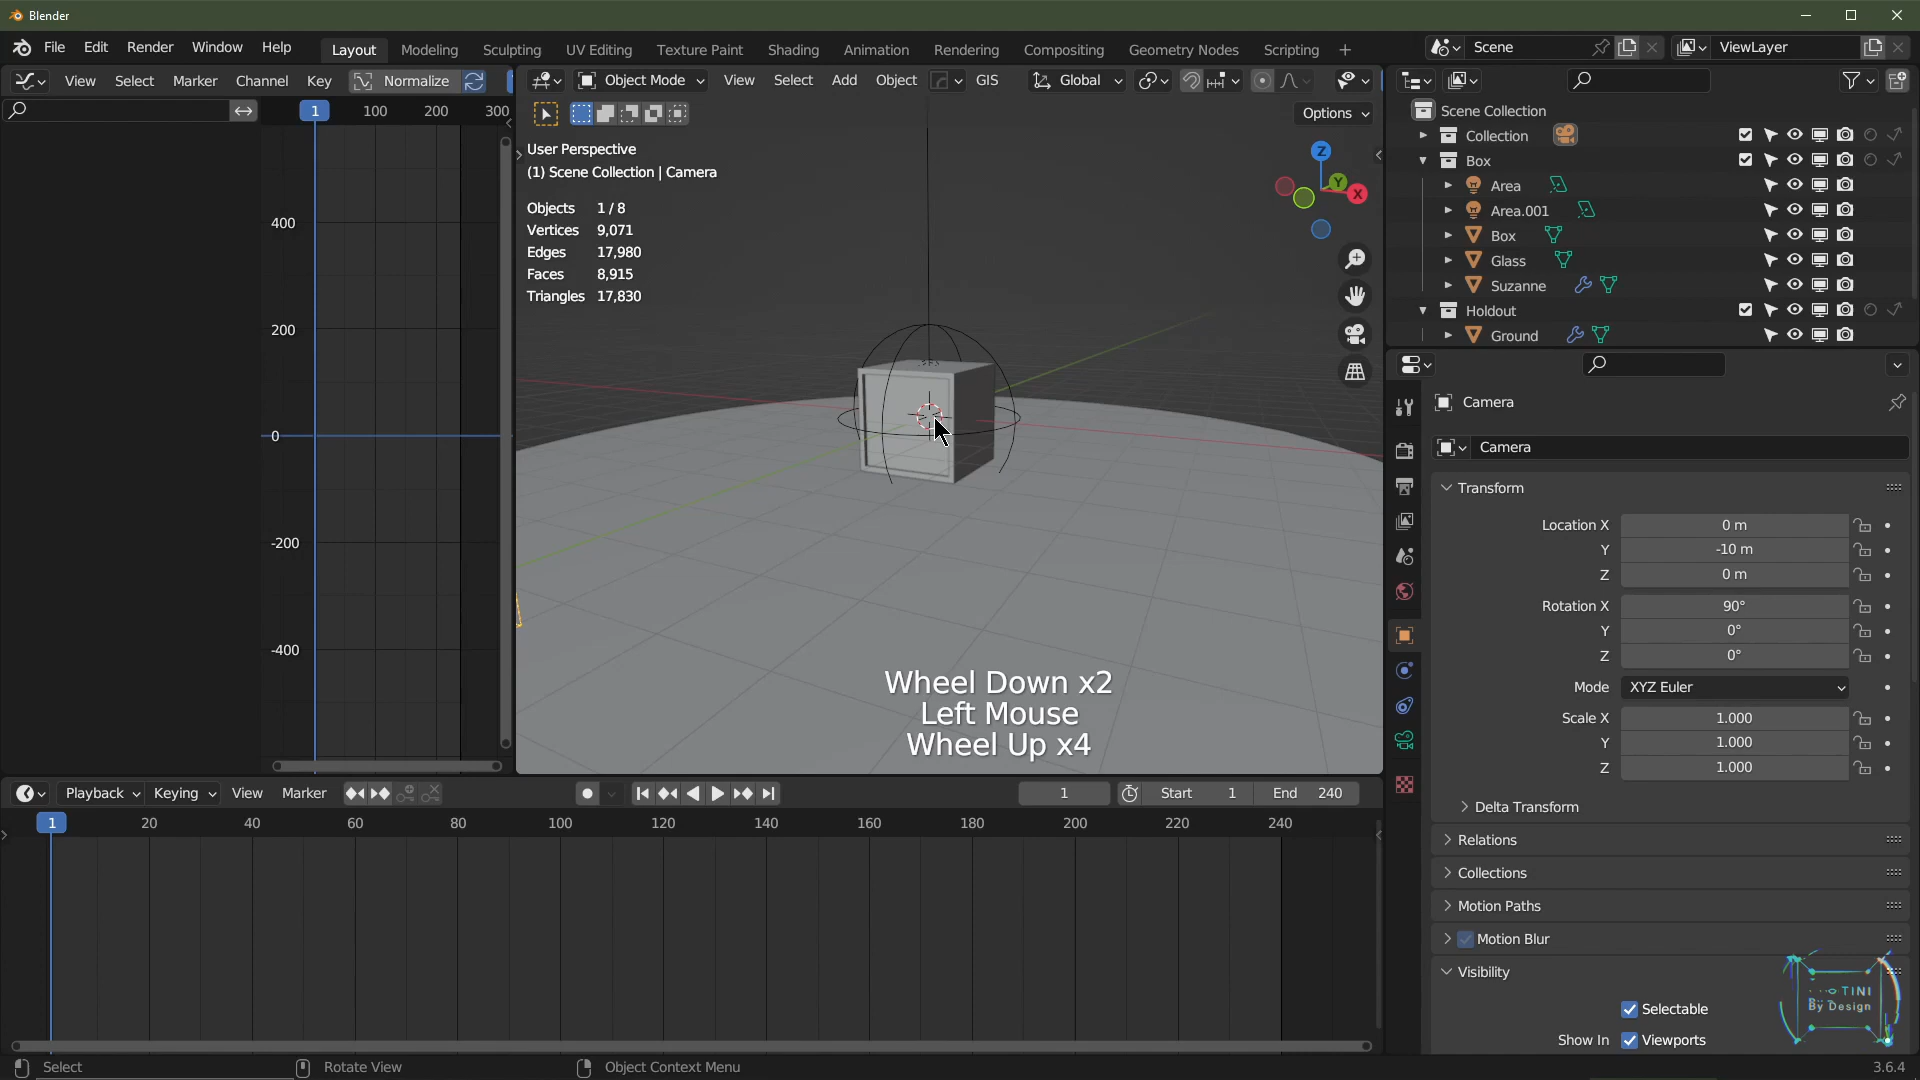 Blender
File Edit Render Window Help
Layout Modeling Sculpting UV Editing Texture Paint Shading Animation Rendering Compositing Geometry Nodes Scripting +
Scene
ViewLayer
View Select Marker Channel Key Normalize
1 100 200 300
400
200
0
-200
-400
Object Mode View Select Add Object GIS Global
Options
User Perspective
(1) Scene Collection | Camera
Objects 1 / 8
Vertices 9,071
Edges 17,980
Faces 8,915
Triangles 17,830
Z
Y
X
Wheel Down x2
Left Mouse
Wheel Up x4
Scene Collection
Collection
Box
Area
Area.001
Box
Glass
Suzanne
Holdout
Ground
Camera
Camera
Transform
Location X 0 m
Y -10 m
Z 0 m
Rotation X 90°
Y 0°
Z 0°
Mode XYZ Euler
Scale X 1.000
Y 1.000
Z 1.000
Delta Transform
Relations
Collections
Motion Paths
Motion Blur
Visibility
Selectable
Show In Viewports
Playback Keying View Marker
1 Start 1 End 240
1 20 40 60 80 100 120 140 160 180 200 220 240
Select Rotate View Object Context Menu
3.6.4
TINI
By Design